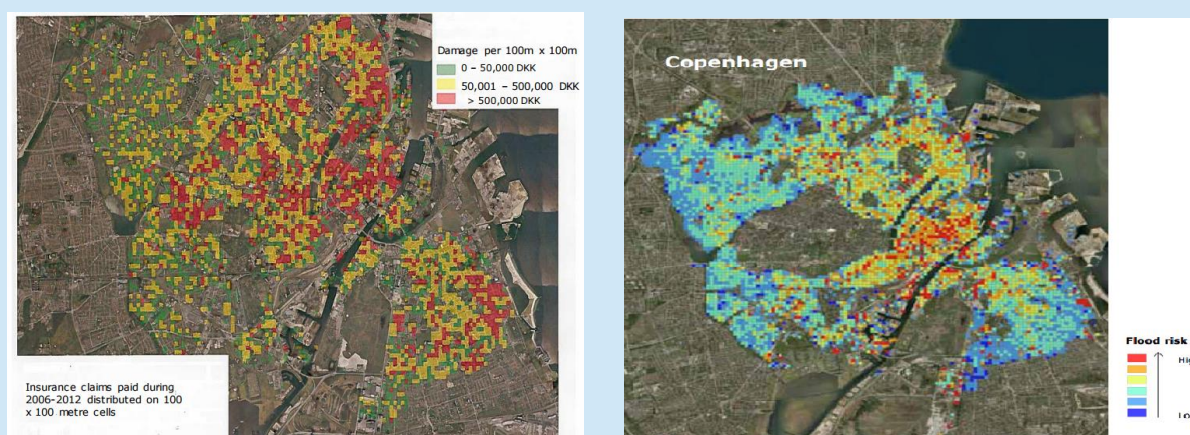 Damage per 100m x 100m
0 – 50,000 DKK
50,001 – 500,000 DKK
> 500,000 DKK
Insurance claims paid during
2006-2012 distributed on 100
x 100 metre cells
Copenhagen
Flood risk